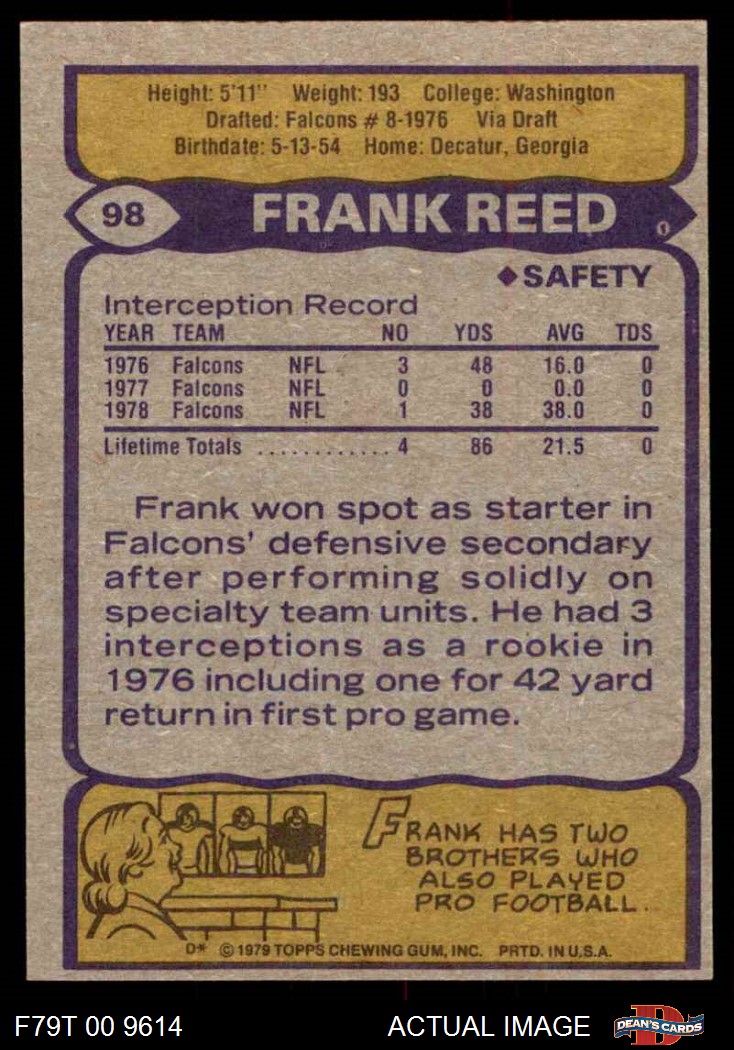 Height: 5'11" Weight: 193 College: Washington
Drafted: Falcons # 8-1976 Via Draft
Birthdate: 5-13-54 Home: Decatur, Georgia
98 FRANK REED 1
◆SAFETY
Interception Record
YEAR TEAM NO YDS AVG TDS
1976 Falcons NFL 3 48 16.0 0
1977 Falcons NFL 0 0 0.0 0
1978 Falcons NFL 1 38 38.0 0
Lifetime Totals ............ 4 86 21.5 0
Frank won spot as starter in
Falcons' defensive secondary
after performing solidly on
specialty team units. He had 3
interceptions as a rookie in
1976 including one for 42 yard
return in first pro game.
FRANK HAS TWO
BROTHERS WHO
ALSO PLAYED
PRO FOOTBALL.
D* © 1979 TOPPS CHEWING GUM, INC. PRTD. IN U.S.A.
F79T 00 9614 ACTUAL IMAGE D DEAN'S CARDS